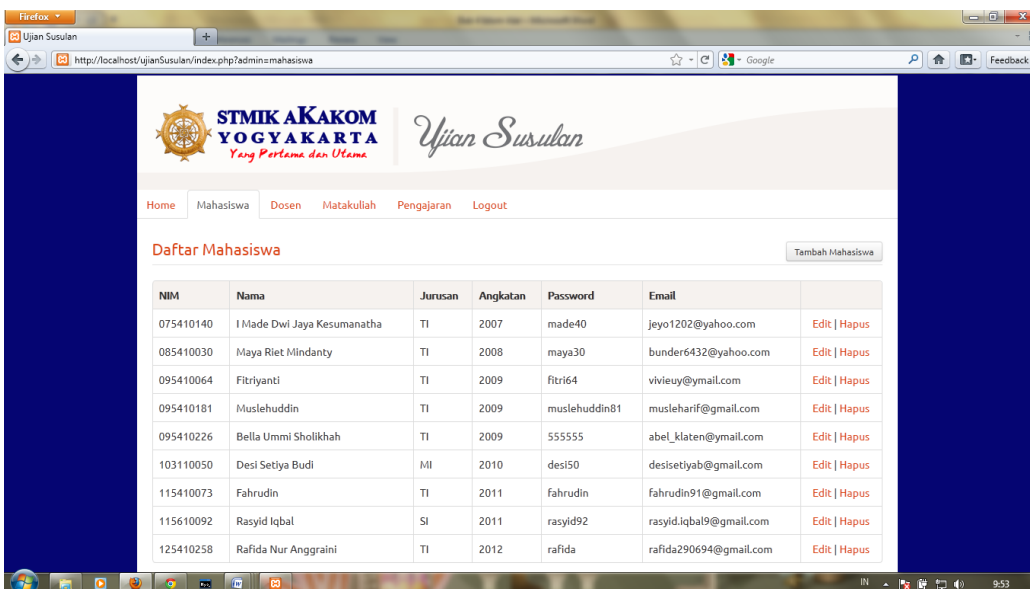 Firefox
Ujian Susulan
http://localhost/ujianSusulan/index.php?admin=mahasiswa
Google
Feedback
STMIK AKAKOM
YOGYAKARTA
Yang Pertama dan Utama
Ujian Susulan
Home Mahasiswa Dosen Matakuliah Pengajaran Logout
Daftar Mahasiswa
Tambah Mahasiswa
NIM Nama Jurusan Angkatan Password Email
075410140 I Made Dwi Jaya Kesumanatha TI 2007 made40 jeyo1202@yahoo.com Edit | Hapus
085410030 Maya Riet Mindanty TI 2008 maya30 bunder6432@yahoo.com Edit | Hapus
095410064 Fitriyanti TI 2009 fitri64 vivieuy@ymail.com Edit | Hapus
095410181 Muslehuddin TI 2009 muslehuddin81 musleharif@gmail.com Edit | Hapus
095410226 Bella Ummi Sholikhah TI 2009 555555 abel_klaten@ymail.com Edit | Hapus
103110050 Desi Setiya Budi MI 2010 desi50 desisetiyab@gmail.com Edit | Hapus
115410073 Fahrudin TI 2011 fahrudin fahrudin91@gmail.com Edit | Hapus
115610092 Rasyid Iqbal SI 2011 rasyid92 rasyid.iqbal9@gmail.com Edit | Hapus
125410258 Rafida Nur Anggraini TI 2012 rafida rafida290694@gmail.com Edit | Hapus
IN 9:53